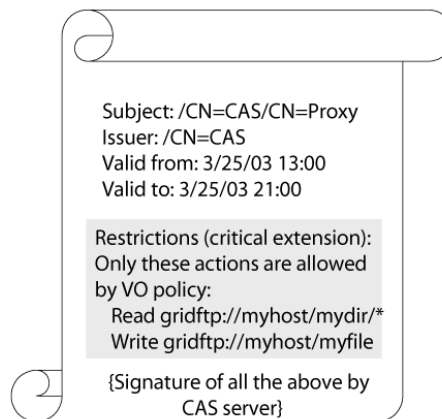 Subject: /CN=CAS/CN=Proxy
Issuer: /CN=CAS
Valid from: 3/25/03 13:00
Valid to: 3/25/03 21:00
Restrictions (critical extension):
Only these actions are allowed
by VO policy:
Read gridftp://myhost/mydir/*
Write gridftp://myhost/myfile
{Signature of all the above by
CAS server}